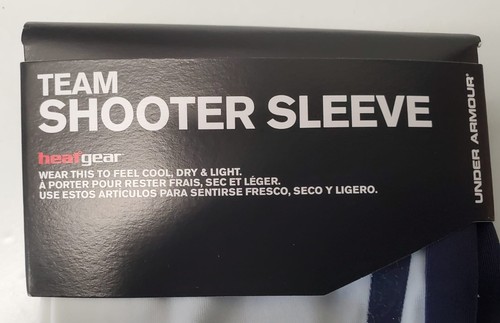 TEAM
SHOOTER SLEEVE
heatgear
WEAR THIS TO FEEL COOL, DRY & LIGHT.
À PORTER POUR RESTER FRAIS, SEC ET LÉGER.
USE ESTOS ARTÍCULOS PARA SENTIRSE FRESCO, SECO Y LIGERO.
UNDER ARMOUR®